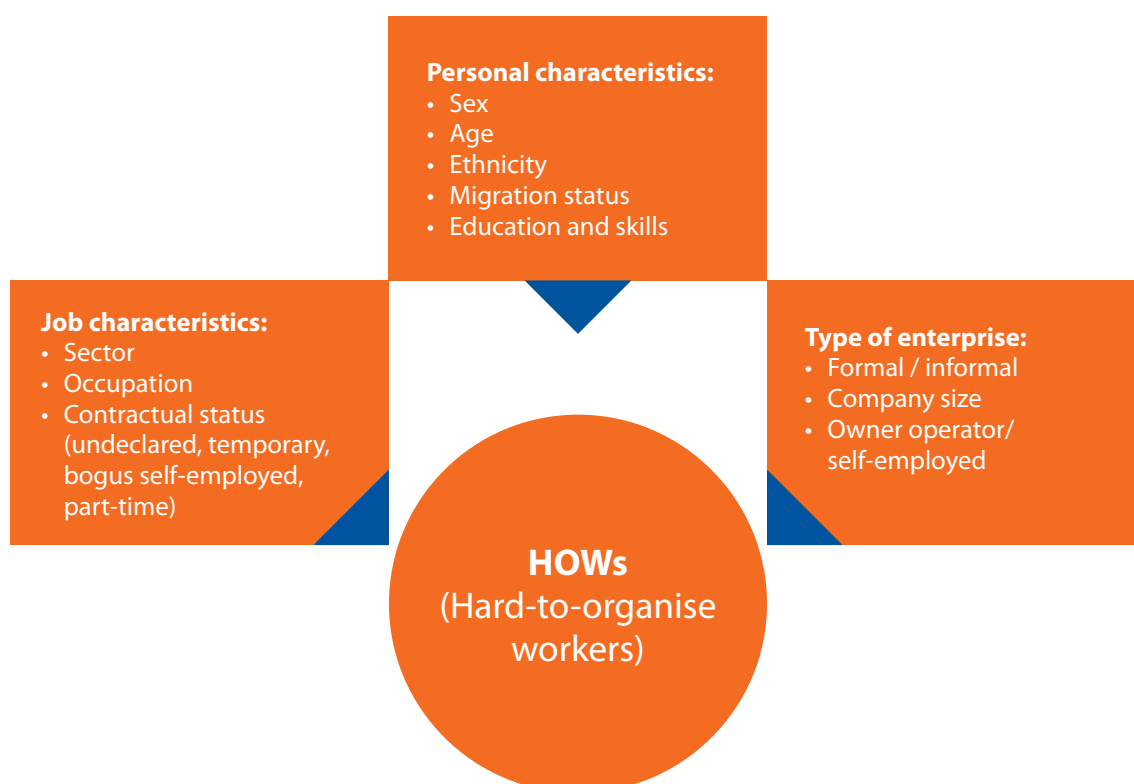 Personal characteristics:
• Sex
• Age
• Ethnicity
• Migration status
• Education and skills
Job characteristics:
• Sector
• Occupation
• Contractual status
(undeclared, temporary,
bogus self-employed,
part-time)
Type of enterprise:
• Formal / informal
• Company size
• Owner operator/
self-employed
HOWs
(Hard-to-organise
workers)